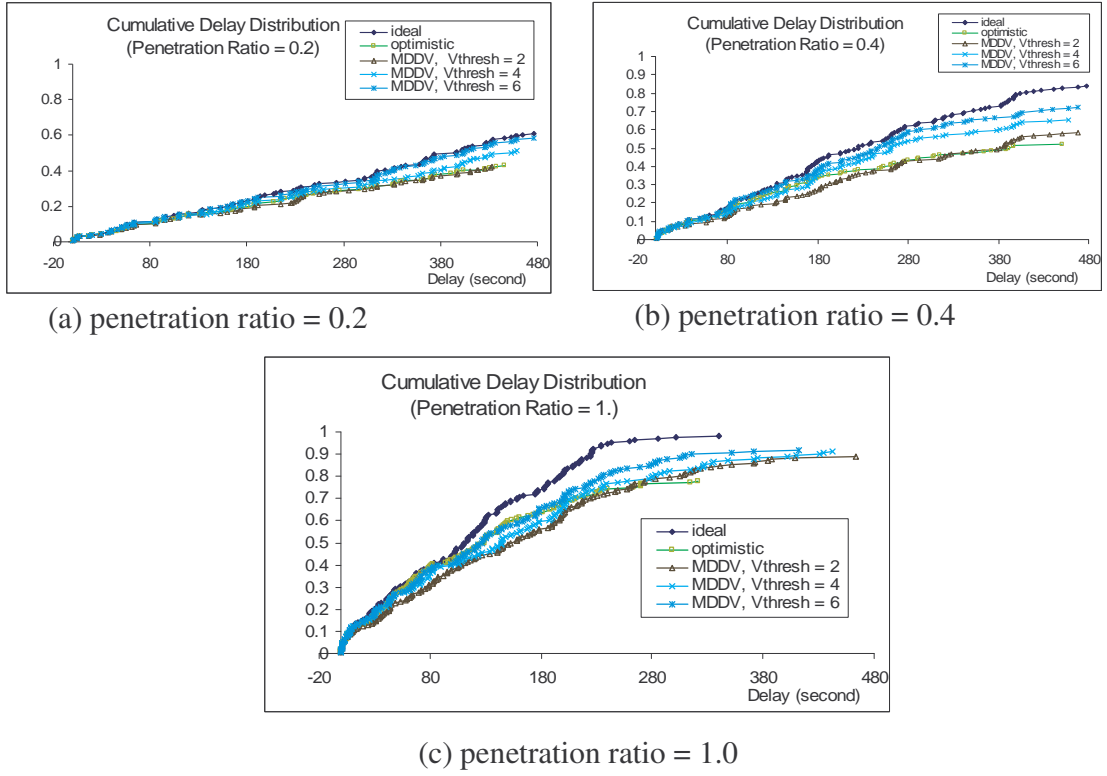 Cumulative Delay Distribution
(Penetration Ratio = 0.2)
ideal
optimistic
MDDV, Vthresh = 2
MDDV, Vthresh = 4
MDDV, Vthresh = 6
1
0.8
0.6
0.4
0.2
0
-20 80 180 280 380 480
Delay (second)
(a) penetration ratio = 0.2
Cumulative Delay Distribution
(Penetration Ratio = 0.4)
ideal
optimistic
MDDV, Vthresh = 2
MDDV, Vthresh = 4
MDDV, Vthresh = 6
1
0.9
0.8
0.7
0.6
0.5
0.4
0.3
0.2
0.1
0
-20 80 180 280 380 480
Delay (second)
(b) penetration ratio = 0.4
Cumulative Delay Distribution
(Penetration Ratio = 1.)
1
0.9
0.8
0.7
0.6
0.5
0.4
0.3
0.2
0.1
0
ideal
optimistic
MDDV, Vthresh = 2
MDDV, Vthresh = 4
MDDV, Vthresh = 6
-20 80 180 280 380 480
Delay (second)
(c) penetration ratio = 1.0